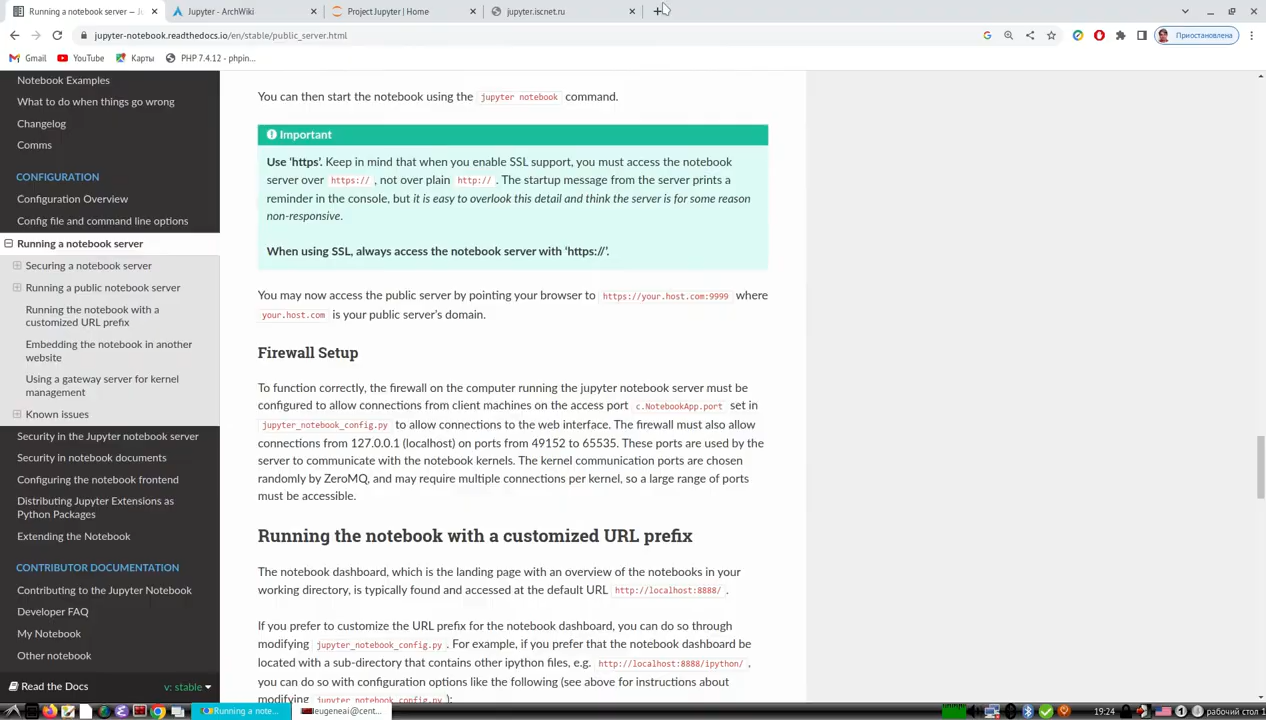 Running a notebook server — J
Jupyter - ArchWiki
Project Jupyter | Home
jupyter.iscnet.ru
jupyter-notebook.readthedocs.io/en/stable/public_server.html
Приостановлена
Gmail
YouTube
Карты
PHP 7.4.12 - phpin...
Notebook Examples
What to do when things go wrong
Changelog
Comms
CONFIGURATION
Configuration Overview
Config file and command line options
Running a notebook server
Securing a notebook server
Running a public notebook server
Running the notebook with a
customized URL prefix
Embedding the notebook in another
website
Using a gateway server for kernel
management
Known issues
Security in the Jupyter notebook server
Security in notebook documents
Configuring the notebook frontend
Distributing Jupyter Extensions as
Python Packages
Extending the Notebook
CONTRIBUTOR DOCUMENTATION
Contributing to the Jupyter Notebook
Developer FAQ
My Notebook
Other notebook
Read the Docs
v: stable
You can then start the notebook using the jupyter notebook command.
Important
Use 'https'. Keep in mind that when you enable SSL support, you must access the notebook
server over https:// , not over plain http:// . The startup message from the server prints a
reminder in the console, but it is easy to overlook this detail and think the server is for some reason
non-responsive.
When using SSL, always access the notebook server with ‘https://’.
You may now access the public server by pointing your browser to https://your.host.com:9999 where
your.host.com is your public server’s domain.
Firewall Setup
To function correctly, the firewall on the computer running the jupyter notebook server must be
configured to allow connections from client machines on the access port c.NotebookApp.port set in
jupyter_notebook_config.py to allow connections to the web interface. The firewall must also allow
connections from 127.0.0.1 (localhost) on ports from 49152 to 65535. These ports are used by the
server to communicate with the notebook kernels. The kernel communication ports are chosen
randomly by ZeroMQ, and may require multiple connections per kernel, so a large range of ports
must be accessible.
Running the notebook with a customized URL prefix
The notebook dashboard, which is the landing page with an overview of the notebooks in your
working directory, is typically found and accessed at the default URL http://localhost:8888/ .
If you prefer to customize the URL prefix for the notebook dashboard, you can do so through
modifying jupyter_notebook_config.py . For example, if you prefer that the notebook dashboard be
located with a sub-directory that contains other ipython files, e.g. http://localhost:8888/ipython/ ,
you can do so with configuration options like the following (see above for instructions about
modifying jupyter_notebook_config.py ):
Running a note...
eugeneai@cent...
19:24
рабочий стол 1